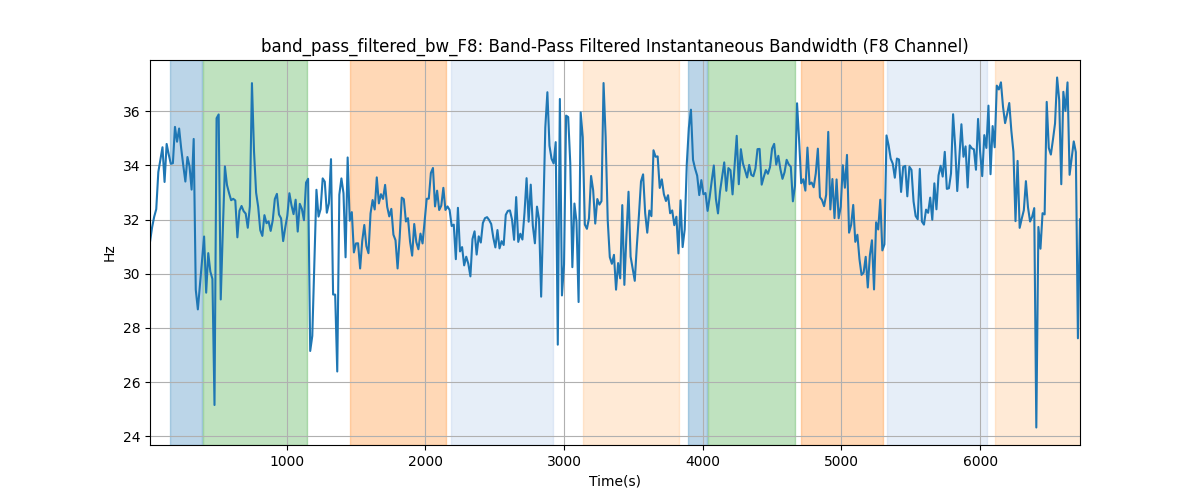 band_pass_filtered_bw_F8: Band-Pass Filtered Instantaneous Bandwidth (F8 Channel)
Hz
36
34
32
30
28
26
24
1000 2000 3000 4000 5000 6000
Time(s)